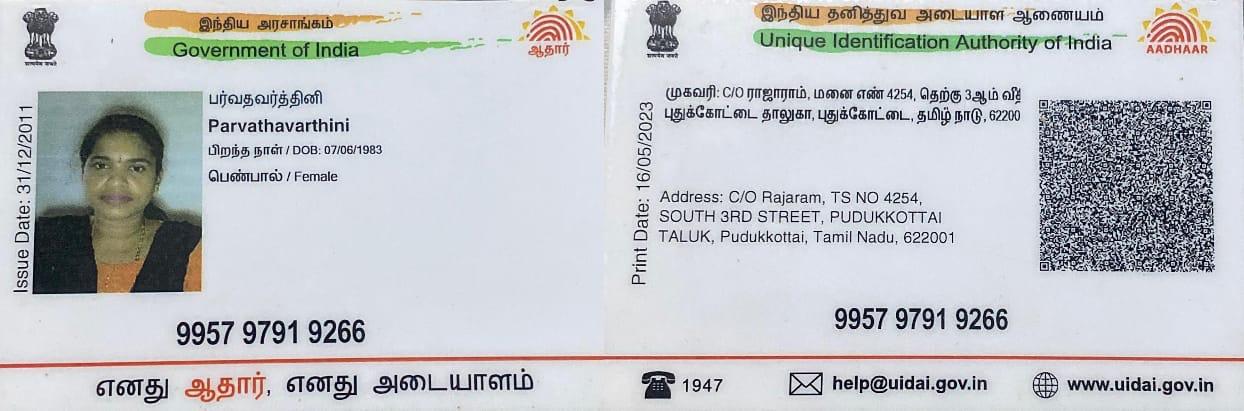 இந்திய அரசாங்கம்
Government of India
ஆதார்
Issue Date: 31/12/2011
பர்வதவர்த்தினி
Parvathavarthini
பிறந்த நாள் / DOB: 07/06/1983
பெண்பால் / Female
9957 9791 9266
எனது ஆதார், எனது அடையாளம்
இந்திய தனித்துவ அடையாள ஆணையம்
Unique Identification Authority of India
AADHAAR
Print Date: 16/05/2023
முகவரி: C/O ராஜாராம், மனை எண் 4254, தெற்கு 3ஆம்
புதுக்கோட்டை தாலுகா, புதுக்கோட்டை, தமிழ் நாடு, 62200
Address: C/O Rajaram, TS NO 4254,
SOUTH 3RD STREET, PUDUKKOTTAI
TALUK, Pudukkottai, Tamil Nadu, 622001
9957 9791 9266
1947 help@uidai.gov.in www.uidai.gov.in